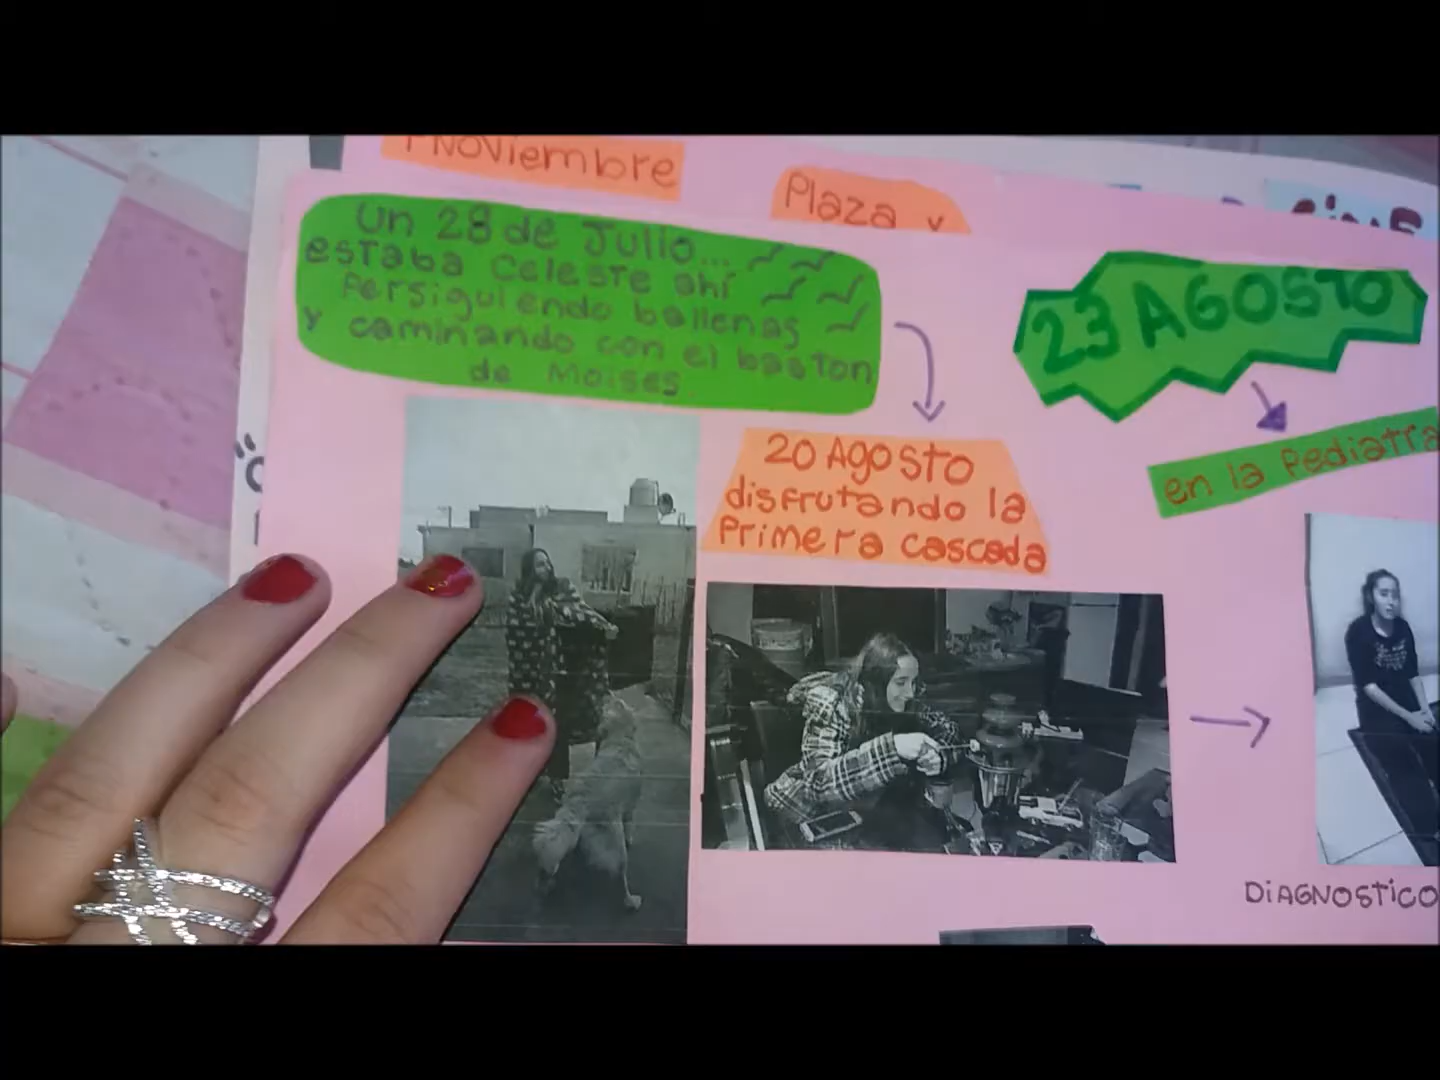 Noviembre
Plaza y
un 28 de Julio...
estaba Celeste ahí
persiguiendo ballenas
y caminando con el baston
de Moises
23 AGOSTO
en la Pediatra
20 Agosto
disfrutando la
Primera cascada
DIAGNOSTICO